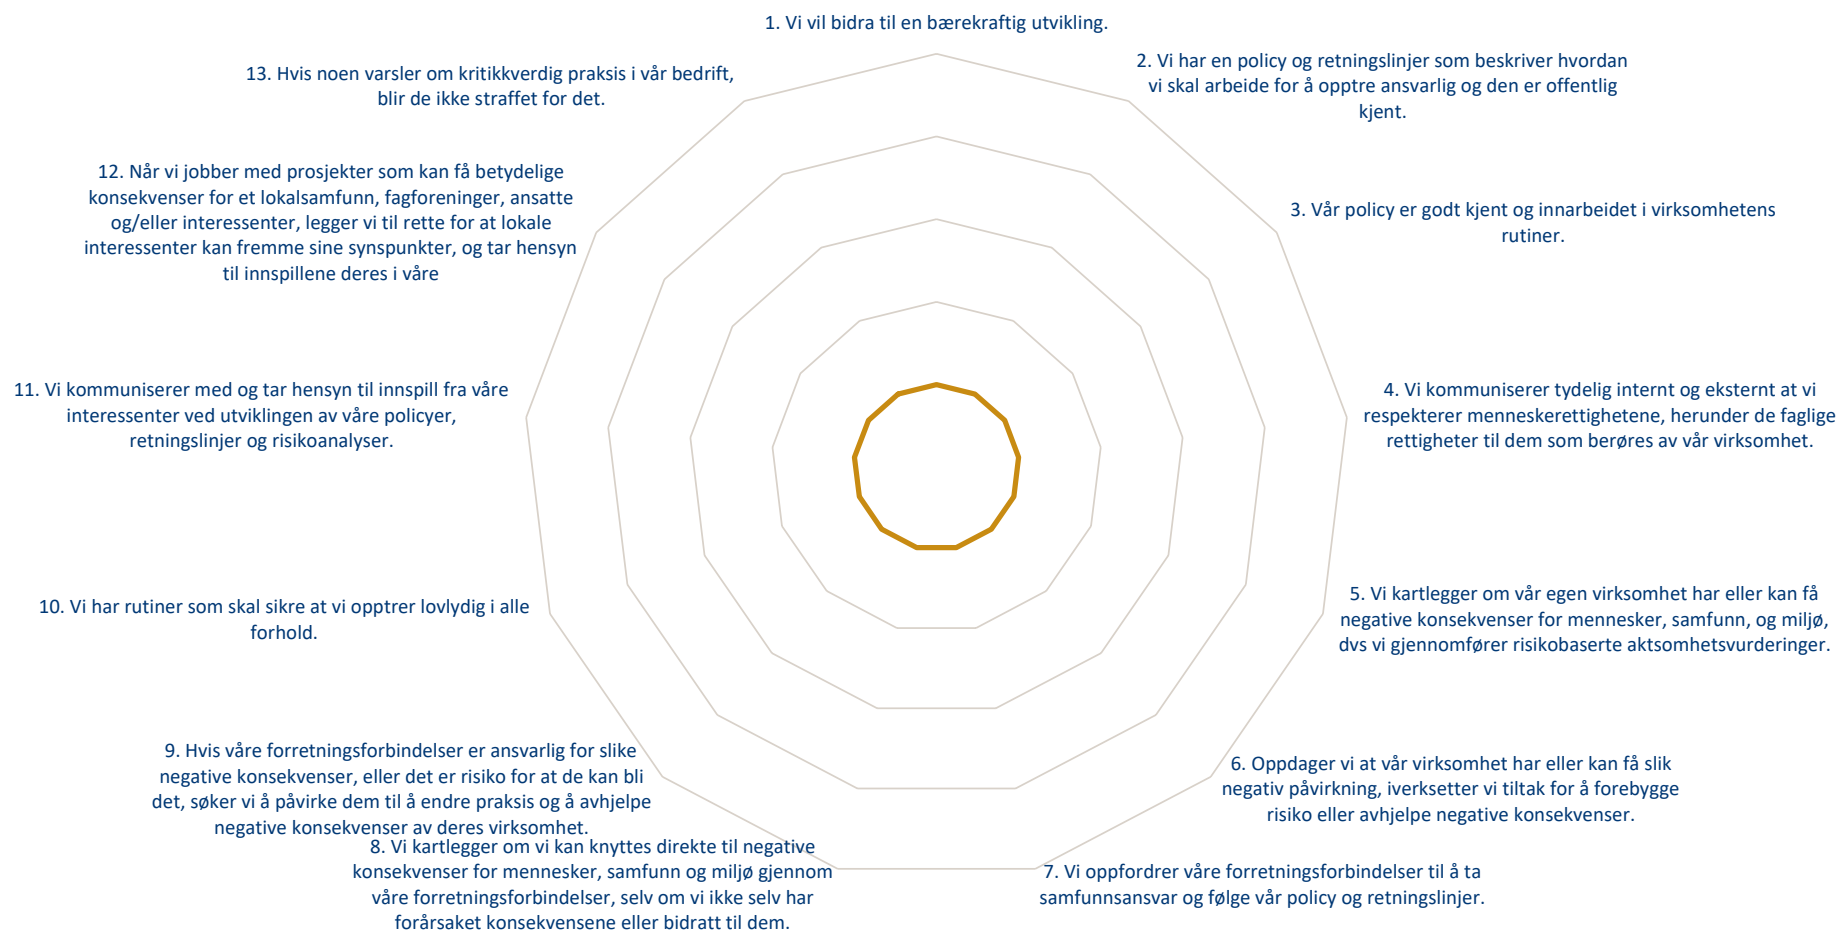 1. Vi vil bidra til en bærekraftig utvikling.
2. Vi har en policy og retningslinjer som beskriver hvordan
vi skal arbeide for å opptre ansvarlig og den er offentlig
kjent.
3. Vår policy er godt kjent og innarbeidet i virksomhetens
rutiner.
4. Vi kommuniserer tydelig internt og eksternt at vi
respekterer menneskerettighetene, herunder de faglige
rettigheter til dem som berøres av vår virksomhet.
5. Vi kartlegger om vår egen virksomhet har eller kan få
negative konsekvenser for mennesker, samfunn, og miljø,
dvs vi gjennomfører risikobaserte aktsomhetsvurderinger.
6. Oppdager vi at vår virksomhet har eller kan få slik
negativ påvirkning, iverksetter vi tiltak for å forebygge
risiko eller avhjelpe negative konsekvenser.
7. Vi oppfordrer våre forretningsforbindelser til å ta
samfunnsansvar og følge vår policy og retningslinjer.
8. Vi kartlegger om vi kan knyttes direkte til negative
konsekvenser for mennesker, samfunn og miljø gjennom
våre forretningsforbindelser, selv om vi ikke selv har
forårsaket konsekvensene eller bidratt til dem.
9. Hvis våre forretningsforbindelser er ansvarlig for slike
negative konsekvenser, eller det er risiko for at de kan bli
det, søker vi å påvirke dem til å endre praksis og å avhjelpe
negative konsekvenser av deres virksomhet.
10. Vi har rutiner som skal sikre at vi opptrer lovlydig i alle
forhold.
11. Vi kommuniserer med og tar hensyn til innspill fra våre
interessenter ved utviklingen av våre policyer,
retningslinjer og risikoanalyser.
12. Når vi jobber med prosjekter som kan få betydelige
konsekvenser for et lokalsamfunn, fagforeninger, ansatte
og/eller interessenter, legger vi til rette for at lokale
interessenter kan fremme sine synspunkter, og tar hensyn
til innspillene deres i våre
13. Hvis noen varsler om kritikkverdig praksis i vår bedrift,
blir de ikke straffet for det.